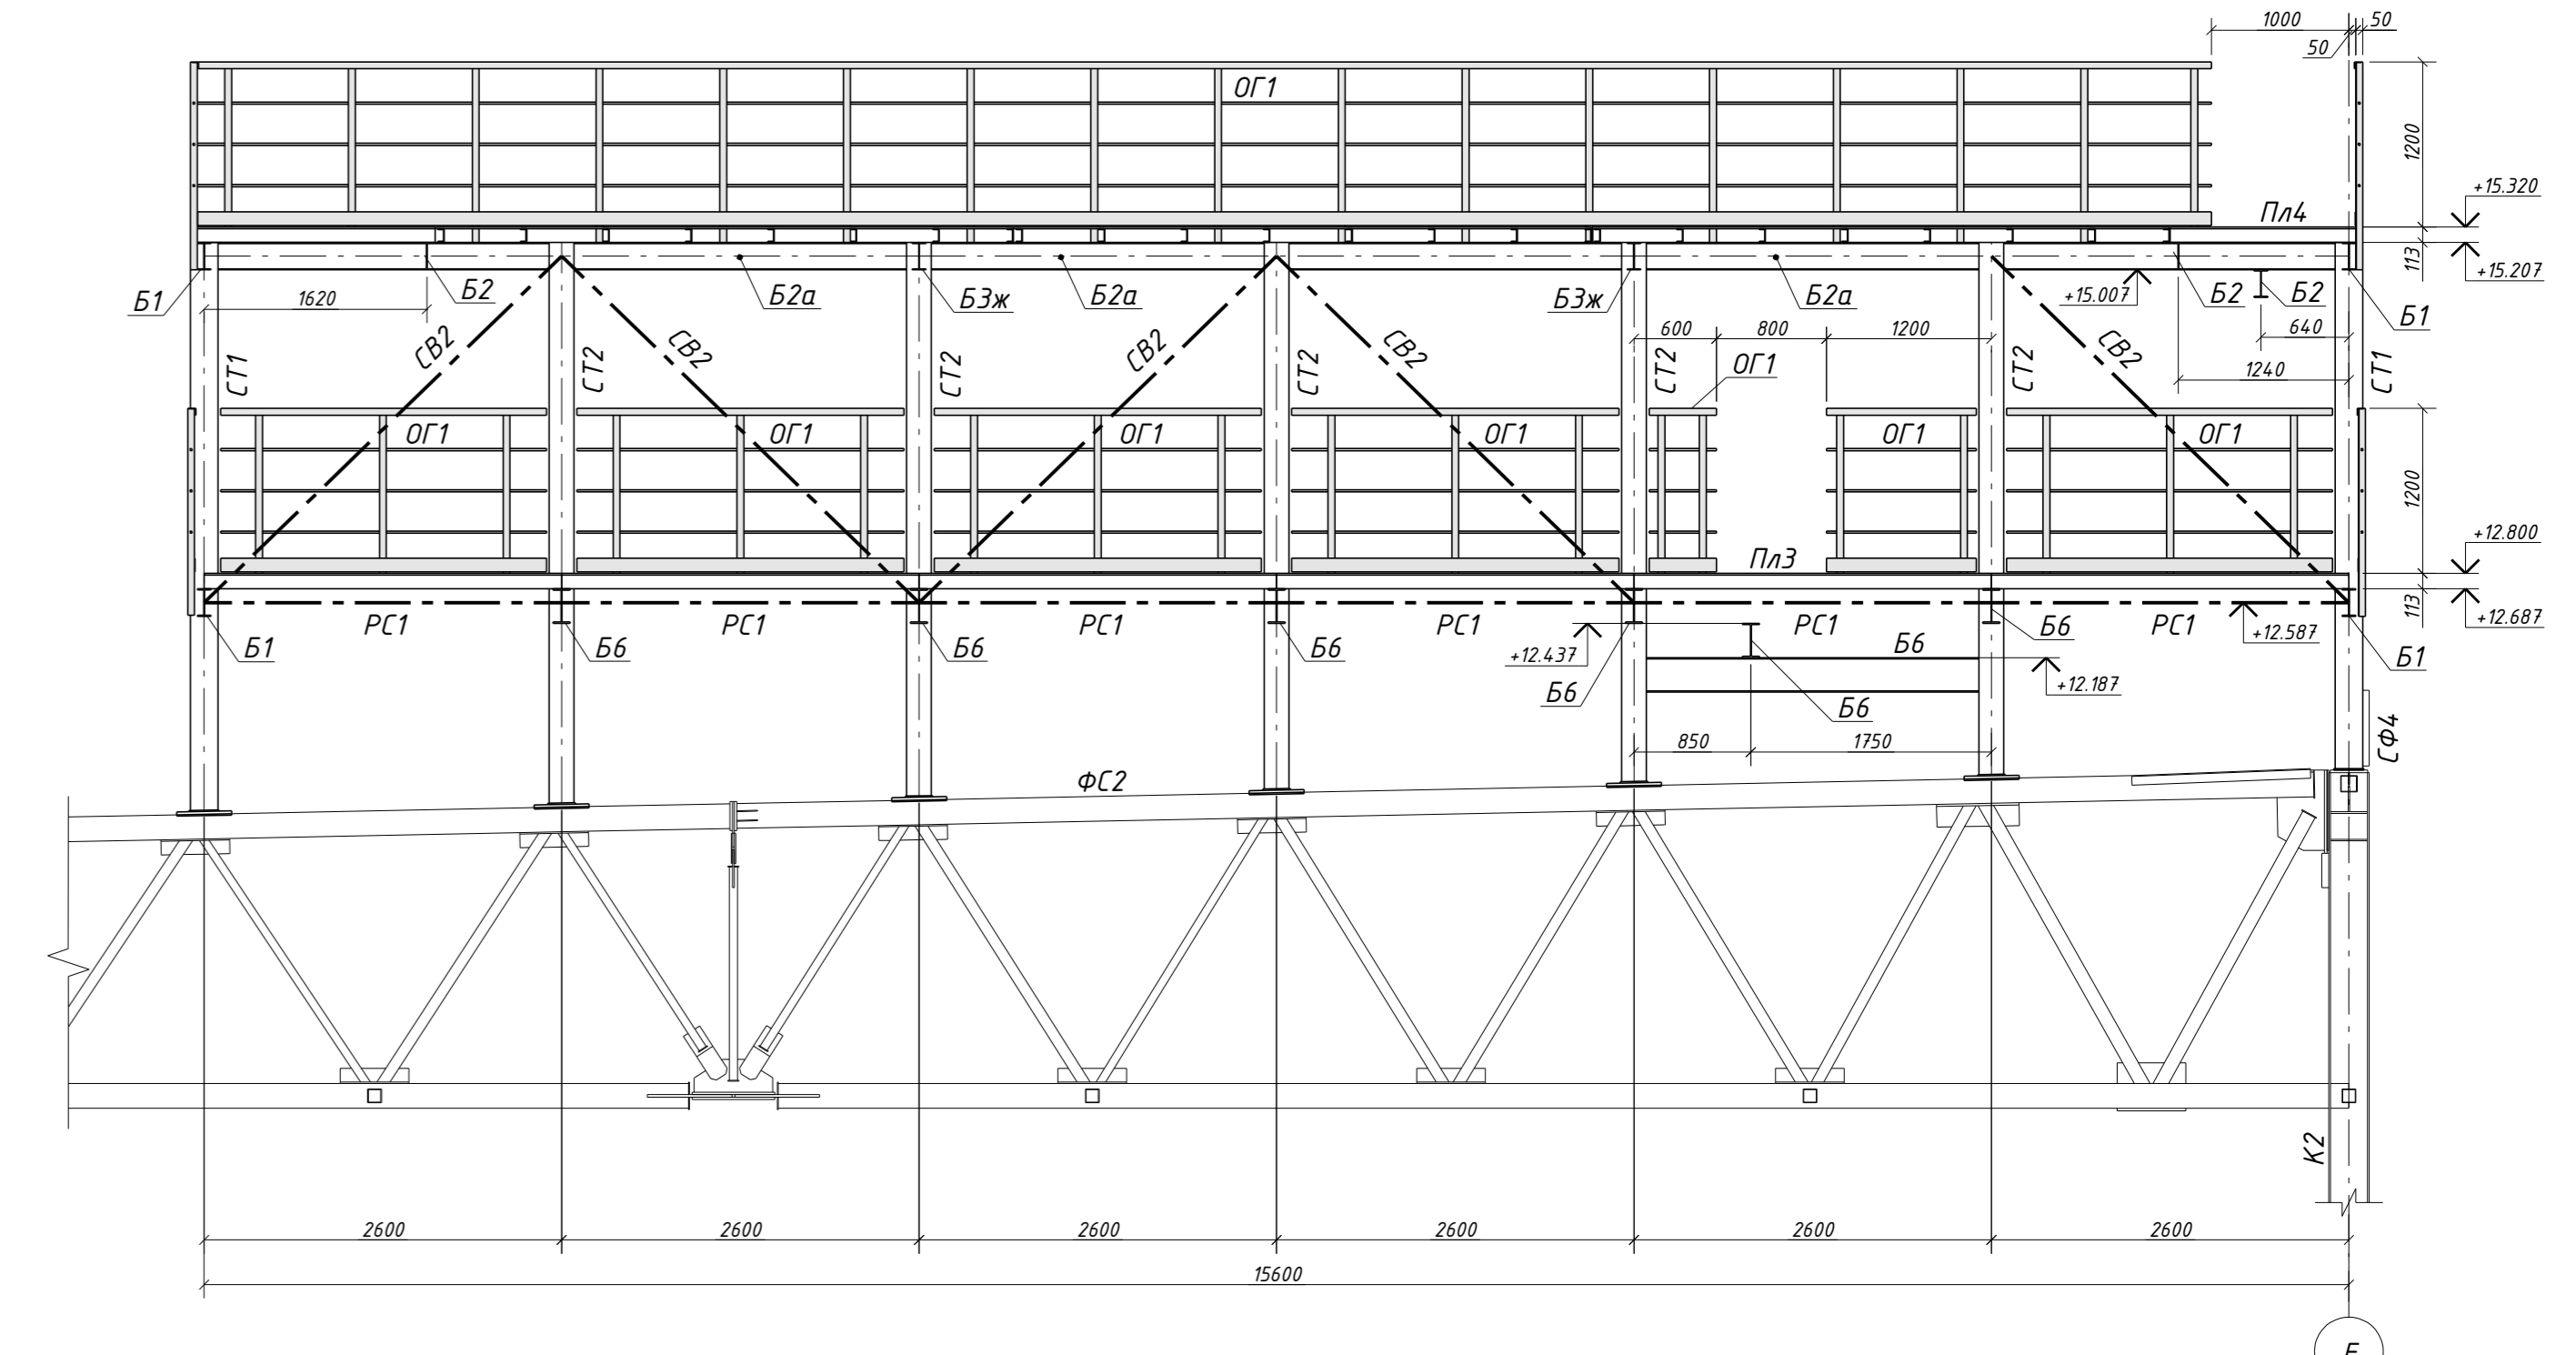 1000
50
50
ОГ1
1200
+15.320
Пл4
113
+15.207
Б1
1620
Б2
Б2а
Б3ж
Б2а
Б3ж
Б2а
+15.007
Б2
Б2
Б1
640
1240
600
800
1200
СТ1
СВ2
СТ2
СВ2
СТ2
СВ2
СТ2
СВ2
СТ2
ОГ1
СТ2
СВ2
СТ1
ОГ1
ОГ1
ОГ1
ОГ1
ОГ1
ОГ1
1200
Пл3
+12.800
113
+12.687
РС1
РС1
РС1
РС1
РС1
РС1
+12.587
Б1
Б6
Б6
Б6
+12.437
Б6
Б6
Б6
Б1
+12.187
Б6
850
1750
СФ4
ФС2
К2
2600
2600
2600
2600
2600
2600
15600